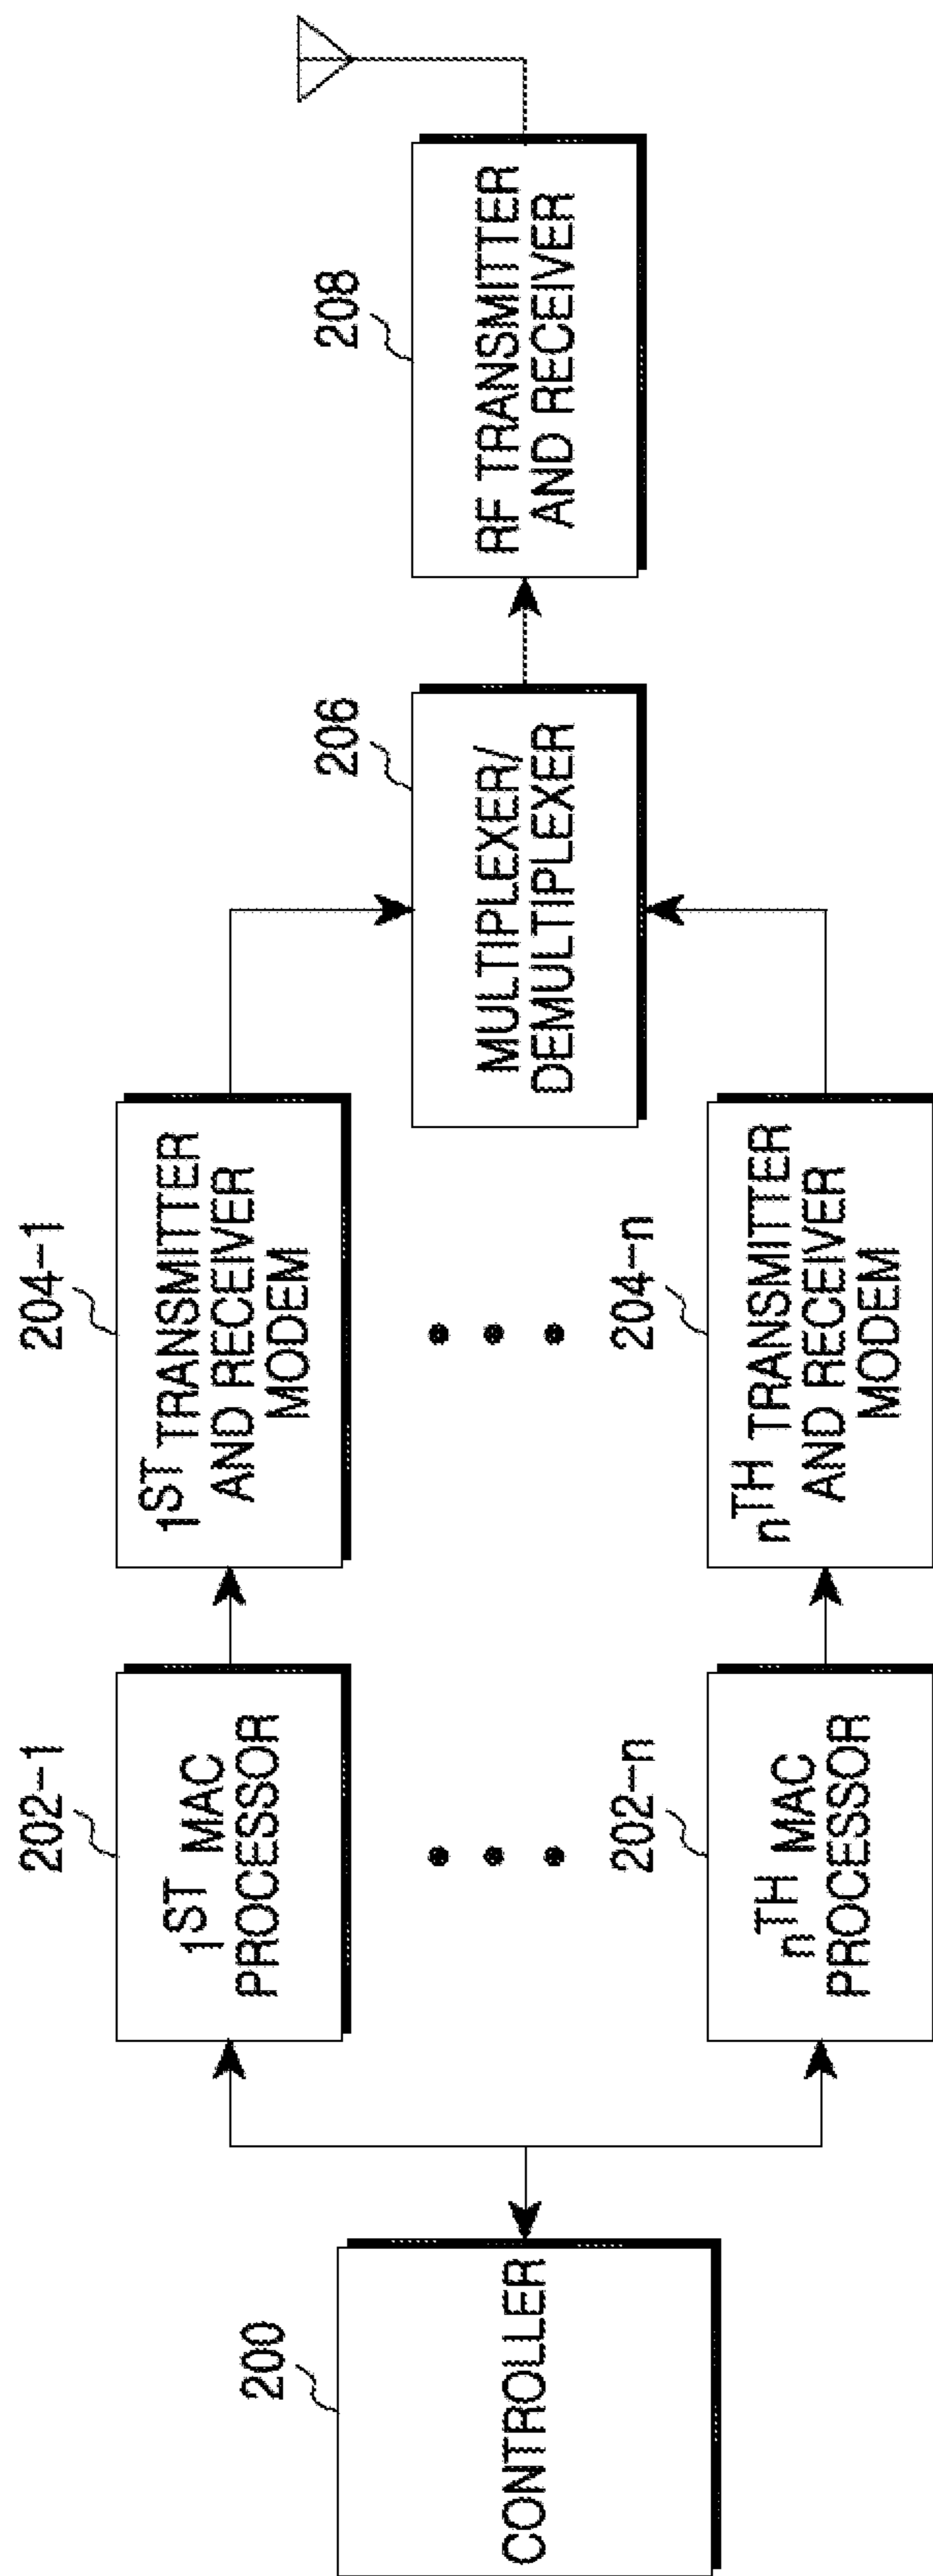 200
CONTROLLER
202-1
1ST MAC
PROCESSOR
202-n
nTH MAC
PROCESSOR
204-1
1ST TRANSMITTER
AND RECEIVER
MODEM
204-n
nTH TRANSMITTER
AND RECEIVER
MODEM
206
MULTIPLEXER/
DEMULTIPLEXER
208
RF TRANSMITTER
AND RECEIVER